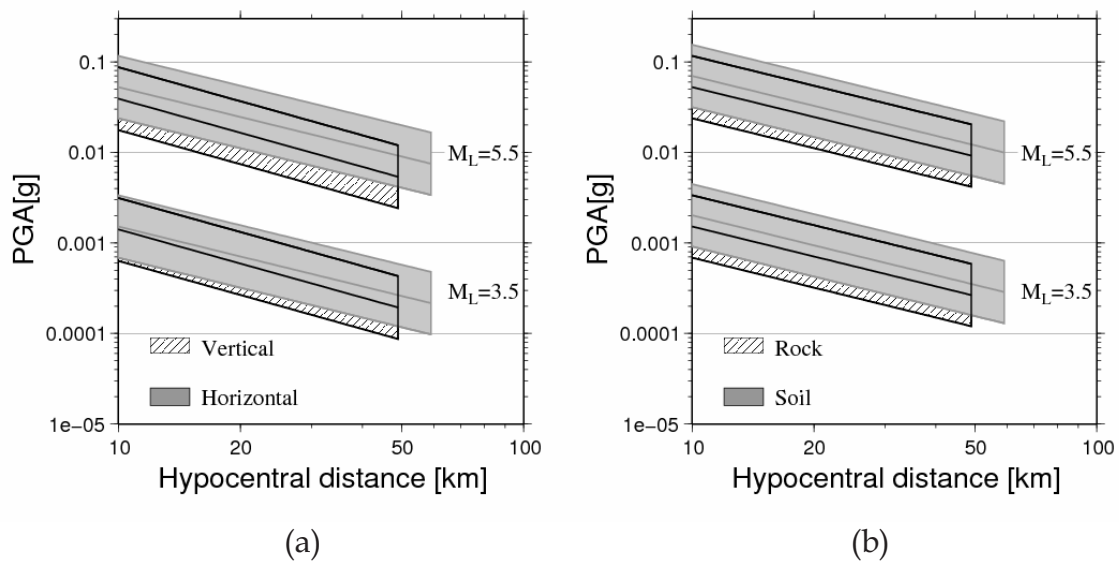 0.1
0.01
0.001
0.0001
1e−05
PGA[g]
M_L=5.5
M_L=3.5
Vertical
Horizontal
10 20 50 100
Hypocentral distance [km]
(a)
0.1
0.01
0.001
0.0001
1e−05
PGA[g]
M_L=5.5
M_L=3.5
Rock
Soil
10 20 50 100
Hypocentral distance [km]
(b)